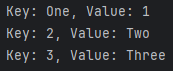 Key: One, Value: 1
Key: 2, Value: Two
Key: 3, Value: Three